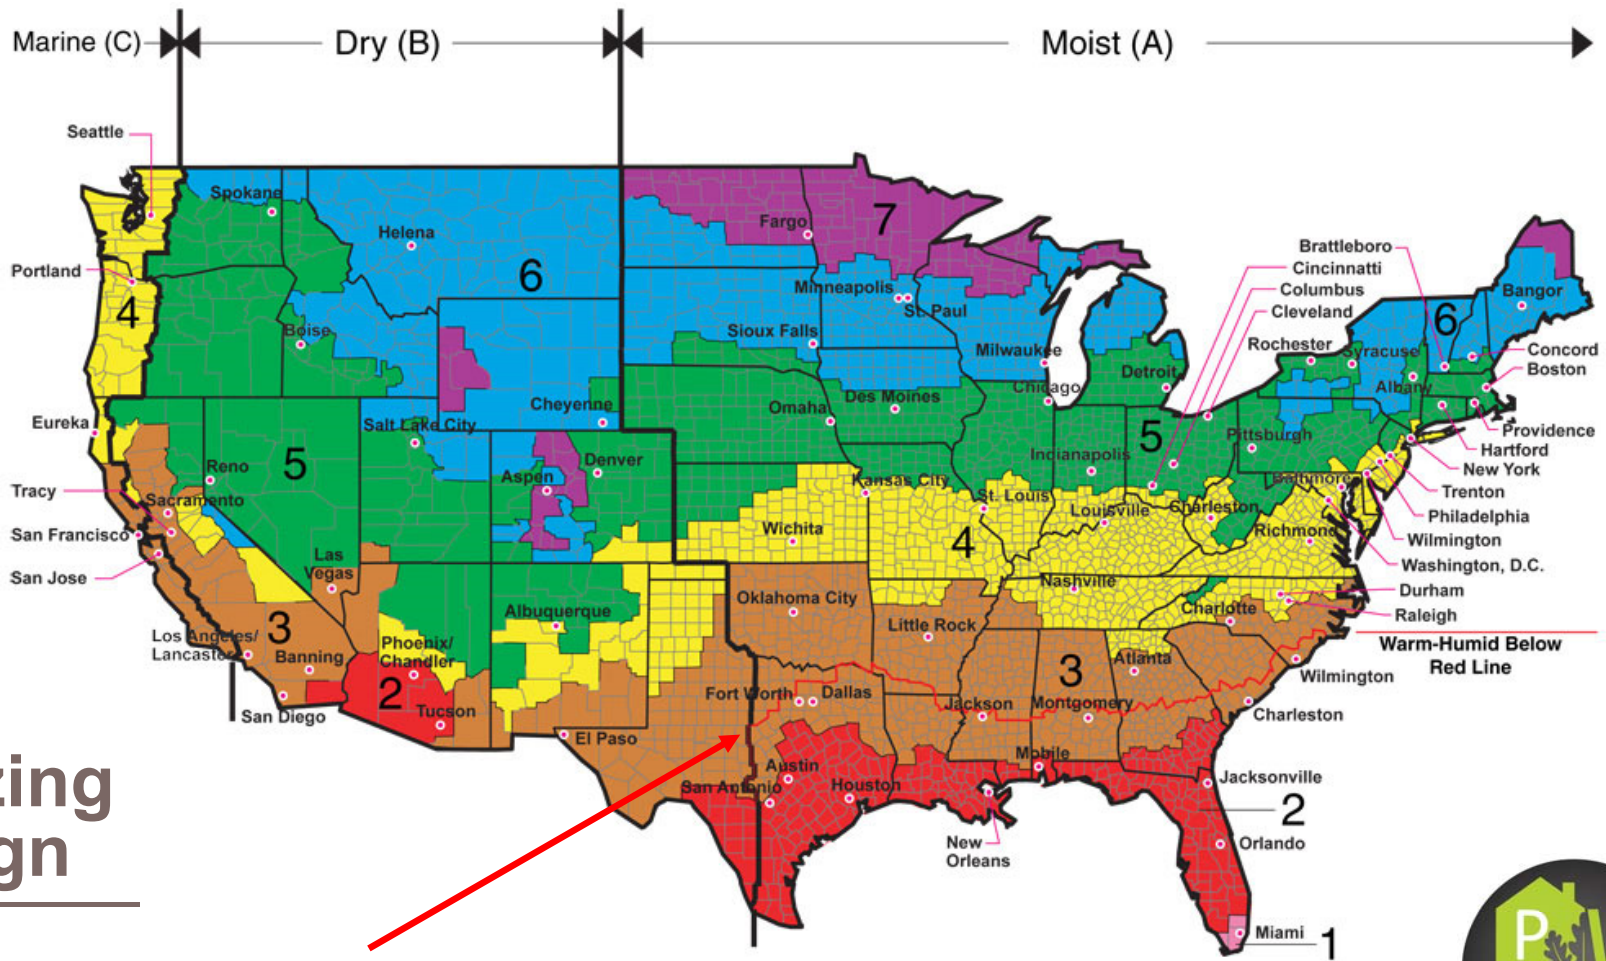 Marine (C)
Dry (B)
Moist (A)
Seattle
Spokane
Helena
Fargo
7
6
Portland
4
Minneapolis
St. Paul
Boise
Sioux Falls
Milwaukee
Brattleboro
Cincinnatti
Columbus
Cleveland
Rochester
Syracuse
6
Bangor
Concord
Boston
Albany
Detroit
Chicago
Des Moines
Omaha
Cheyenne
Eureka
Salt Lake City
Providence
Hartford
New York
Trenton
Philadelphia
Wilmington
Washington, D.C.
Pittsburgh
5
Indianapolis
Baltimore
Reno
5
Aspen
Denver
Kansas City
St. Louis
Louisville
Charleston
Richmond
Tracy
Sacramento
San Francisco
San Jose
Wichita
4
Las
Vegas
Nashville
Durham
Raleigh
Charlotte
Albuquerque
Oklahoma City
Little Rock
3
Los Angeles/
Lancaster
Banning
Phoenix/
Chandler
2
Tucson
San Diego
El Paso
Fort Worth
Dallas
Jackson
Montgomery
3
Atlanta
Warm-Humid Below
Red Line
Wilmington
Charleston
Austin
San Antonio
Houston
Mobile
Jacksonville
2
New
Orleans
Orlando
Miami
1
zing
gn
P